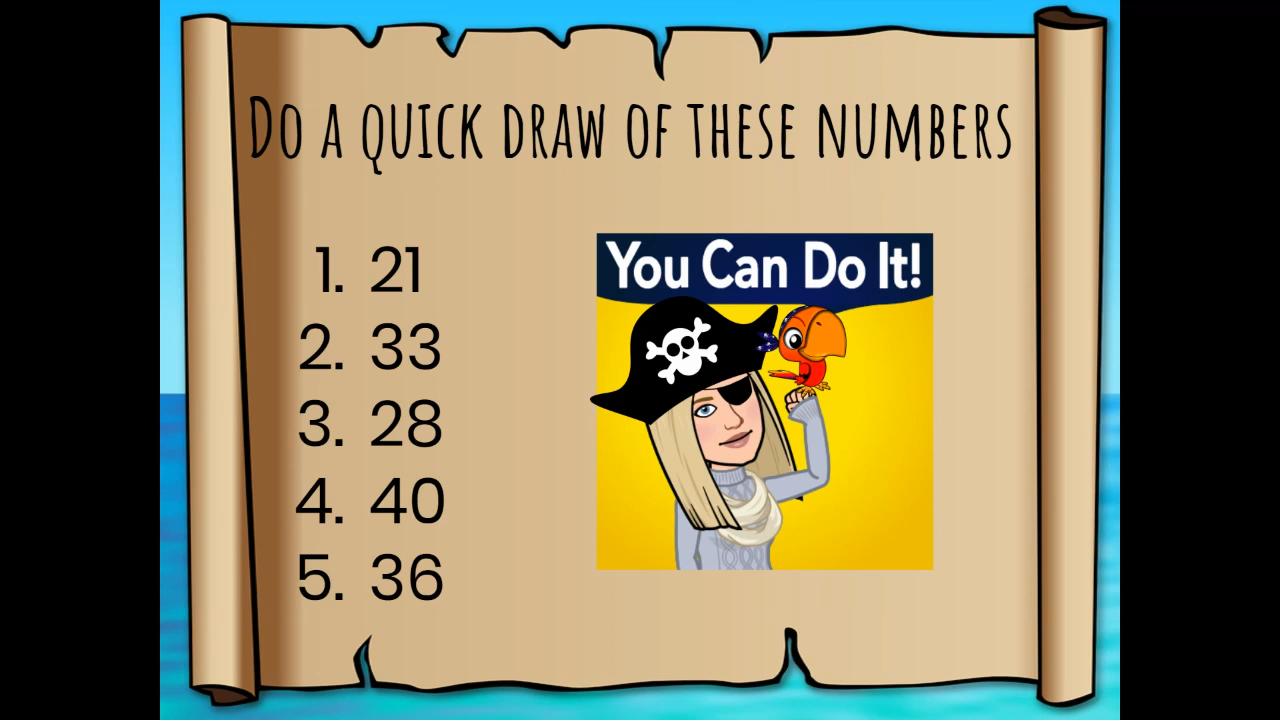 Do a quick draw of these numbers
1. 21
2. 33
3. 28
4. 40
5. 36
You Can Do It!